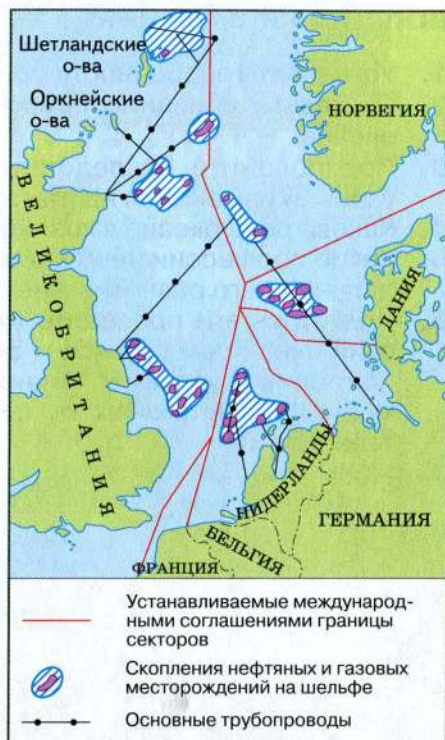 Шетландские
о-ва
Оркнейские
о-ва
НОРВЕГИЯ
ВЕЛИКОБРИТАНИЯ
ДАНИЯ
НИДЕРЛАНДЫ
ГЕРМАНИЯ
БЕЛЬГИЯ
ФРАНЦИЯ
Устанавливаемые международ-
ными соглашениями границы
секторов
Скопления нефтяных и газовых
месторождений на шельфе
Основные трубопроводы